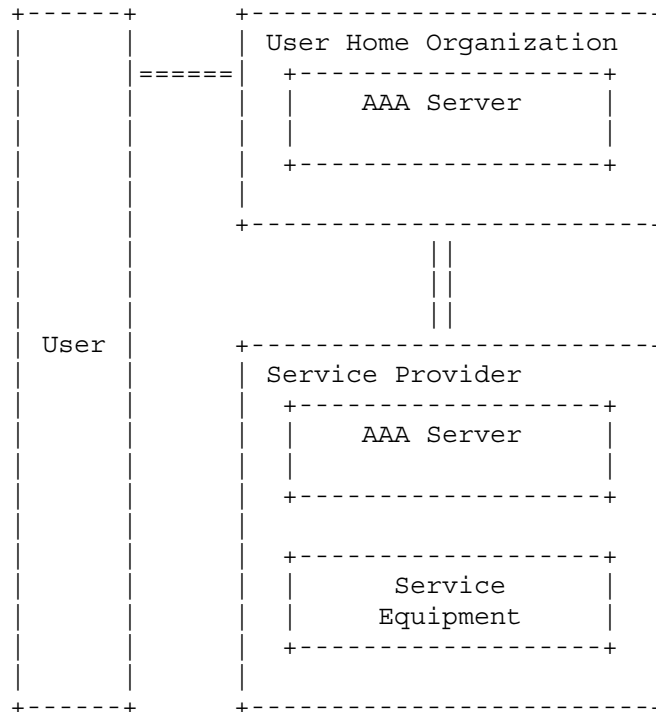 User Home Organization
AAA Server
User
Service Provider
AAA Server
Service
Equipment